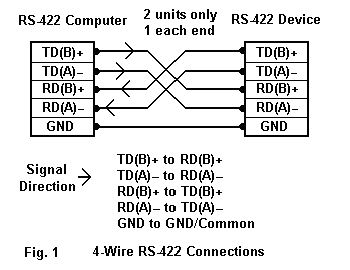 RS-422 Computer
2 units only
1 each end
RS-422 Device
TD(B)+
TD(A)–
RD(B)+
RD(A)–
GND
TD(B)+
TD(A)–
RD(B)+
RD(A)–
GND
Signal
Direction
TD(B)+ to RD(B)+
TD(A)– to RD(A)–
RD(B)+ to TD(B)+
RD(A)– to TD(A)–
GND to GND/Common
Fig. 1 4-Wire RS-422 Connections